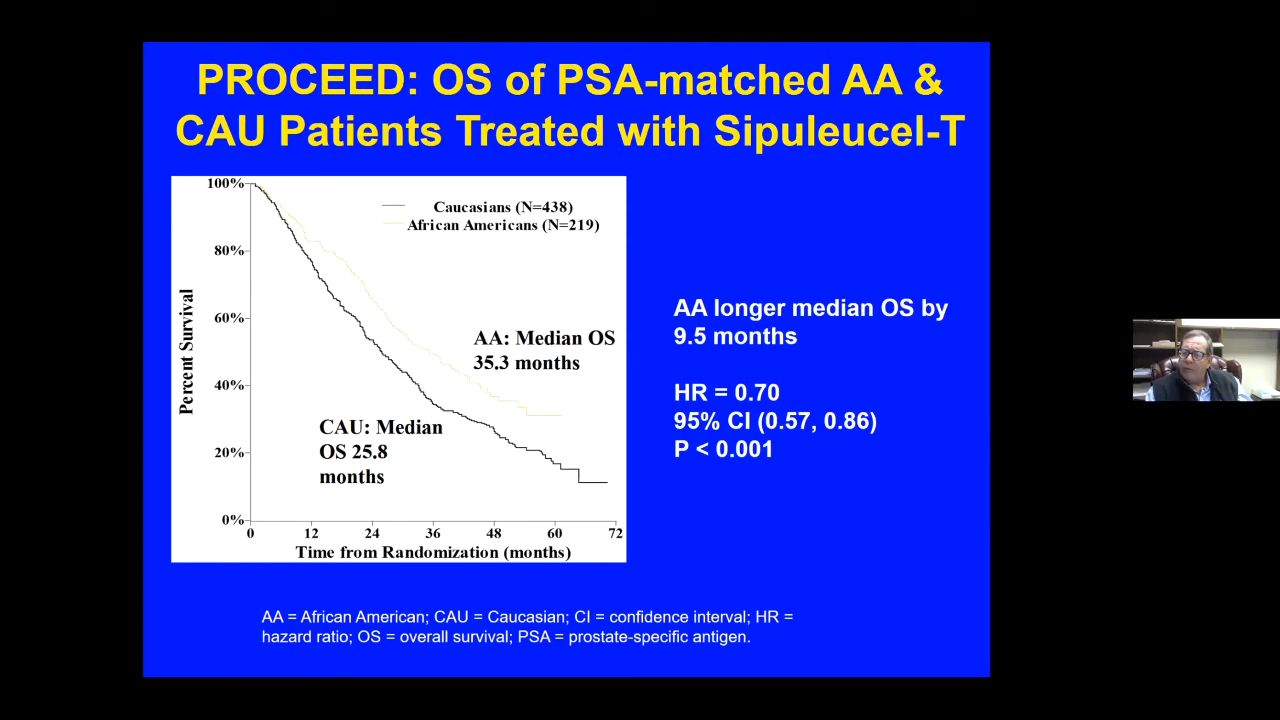 PROCEED: OS of PSA-matched AA &
CAU Patients Treated with Sipuleucel-T
100%
80%
60%
40%
20%
0%
Percent Survival
Caucasians (N=438)
African Americans (N=219)
AA: Median OS
35.3 months
CAU: Median
OS 25.8
months
0 12 24 36 48 60 72
Time from Randomization (months)
AA longer median OS by
9.5 months
HR = 0.70
95% CI (0.57, 0.86)
P < 0.001
AA = African American; CAU = Caucasian; CI = confidence interval; HR =
hazard ratio; OS = overall survival; PSA = prostate-specific antigen.